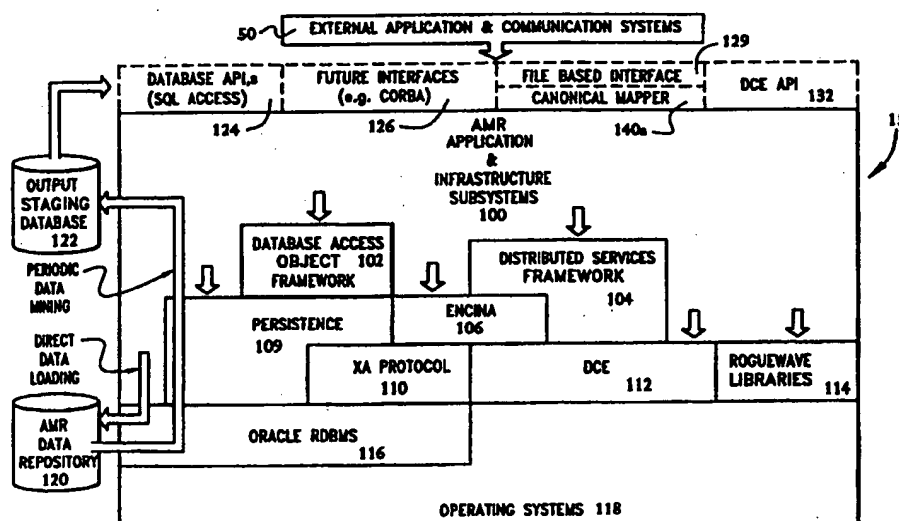 50
EXTERNAL APPLICATION & COMMUNICATION SYSTEMS
129
DATABASE API,s
(SQL ACCESS)
124
FUTURE INTERFACES
(e.g. CORBA)
126
FILE BASED INTERFACE
CANONICAL MAPPER
140a
DCE API
132
AMR
APPLICATION
&
INFRASTRUCTURE
SUBSYSTEMS
100
OUTPUT
STAGING
DATABASE
122
DATABASE ACCESS
OBJECT 102
FRAMEWORK
DISTRIBUTED SERVICES
FRAMEWORK
104
PERIODIC
DATA
MINING
PERSISTENCE
109
ENCINA
106
DIRECT
DATA
LOADING
XA PROTOCOL
110
DCE
112
ROGUEWAVE
LIBRARIES
114
AMR
DATA
REPOSITORY
120
ORACLE RDBMS
116
OPERATING SYSTEMS 118